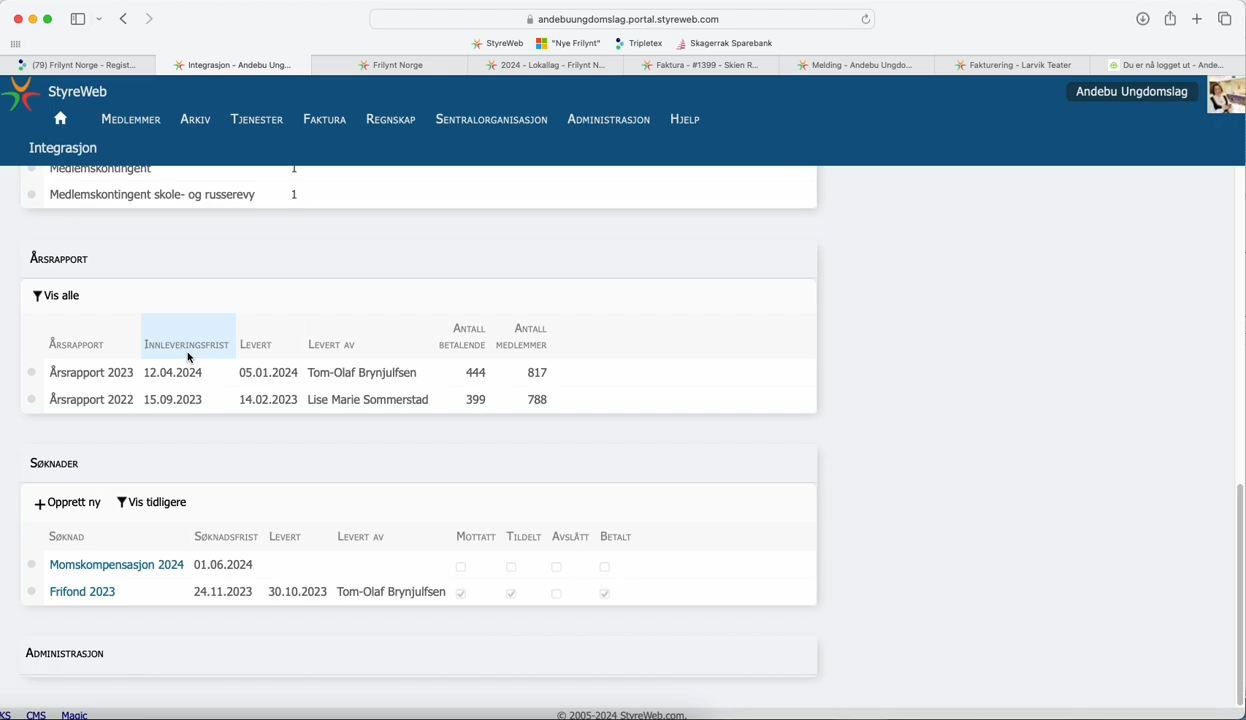 andebuungdomslag.portal.styreweb.com
StyreWeb "Nye Frilynt" Tripletex Skagerrak Sparebank
(79) Frilynt Norge - Regist... Integrasjon - Andebu Ung... Frilynt Norge 2024 - Lokallag - Frilynt N... Faktura - #1399 - Skien R... Melding - Andebu Ungdo... Fakturering - Larvik Teater Du er nå logget ut - Ande...
StyreWeb Andebu Ungdomslag
Medlemmer Arkiv Tjenester Faktura Regnskap Sentralorganisasjon Administrasjon Hjelp
Integrasjon
Medlemskontingent 1
Medlemskontingent skole- og russerevy 1
Årsrapport
Vis alle
Årsrapport Innleveringsfrist Levert Levert av Antall betalende Antall medlemmer
Årsrapport 2023 12.04.2024 05.01.2024 Tom-Olaf Brynjulfsen 444 817
Årsrapport 2022 15.09.2023 14.02.2023 Lise Marie Sommerstad 399 788
Søknader
Opprett ny Vis tidligere
Søknad Søknadsfrist Levert Levert av Mottatt Tildelt Avslått Betalt
Momskompensasjon 2024 01.06.2024
Frifond 2023 24.11.2023 30.10.2023 Tom-Olaf Brynjulfsen
Administrasjon
KS CMS Magic © 2005-2024 StyreWeb.com.